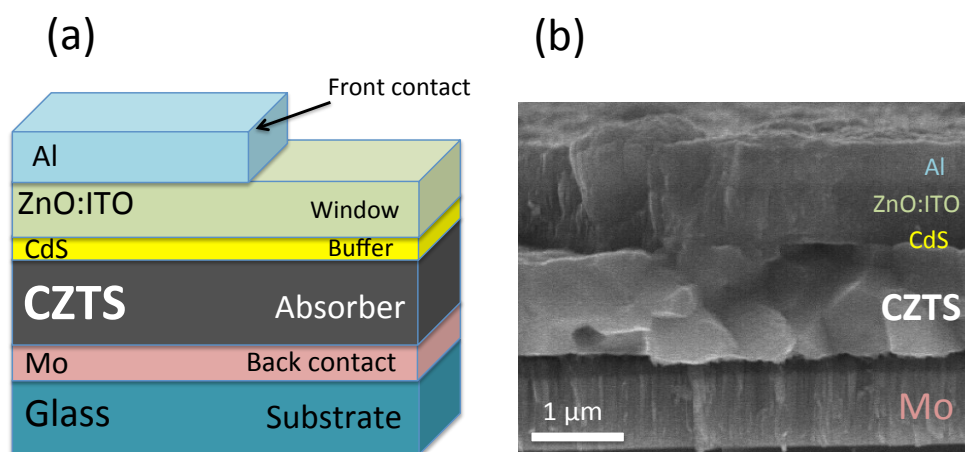 (a)
Front contact
Al
ZnO:ITO Window
CdS Buffer
CZTS Absorber
Mo Back contact
Glass Substrate
(b)
Al
ZnO:ITO
CdS
CZTS
Mo
1 μm